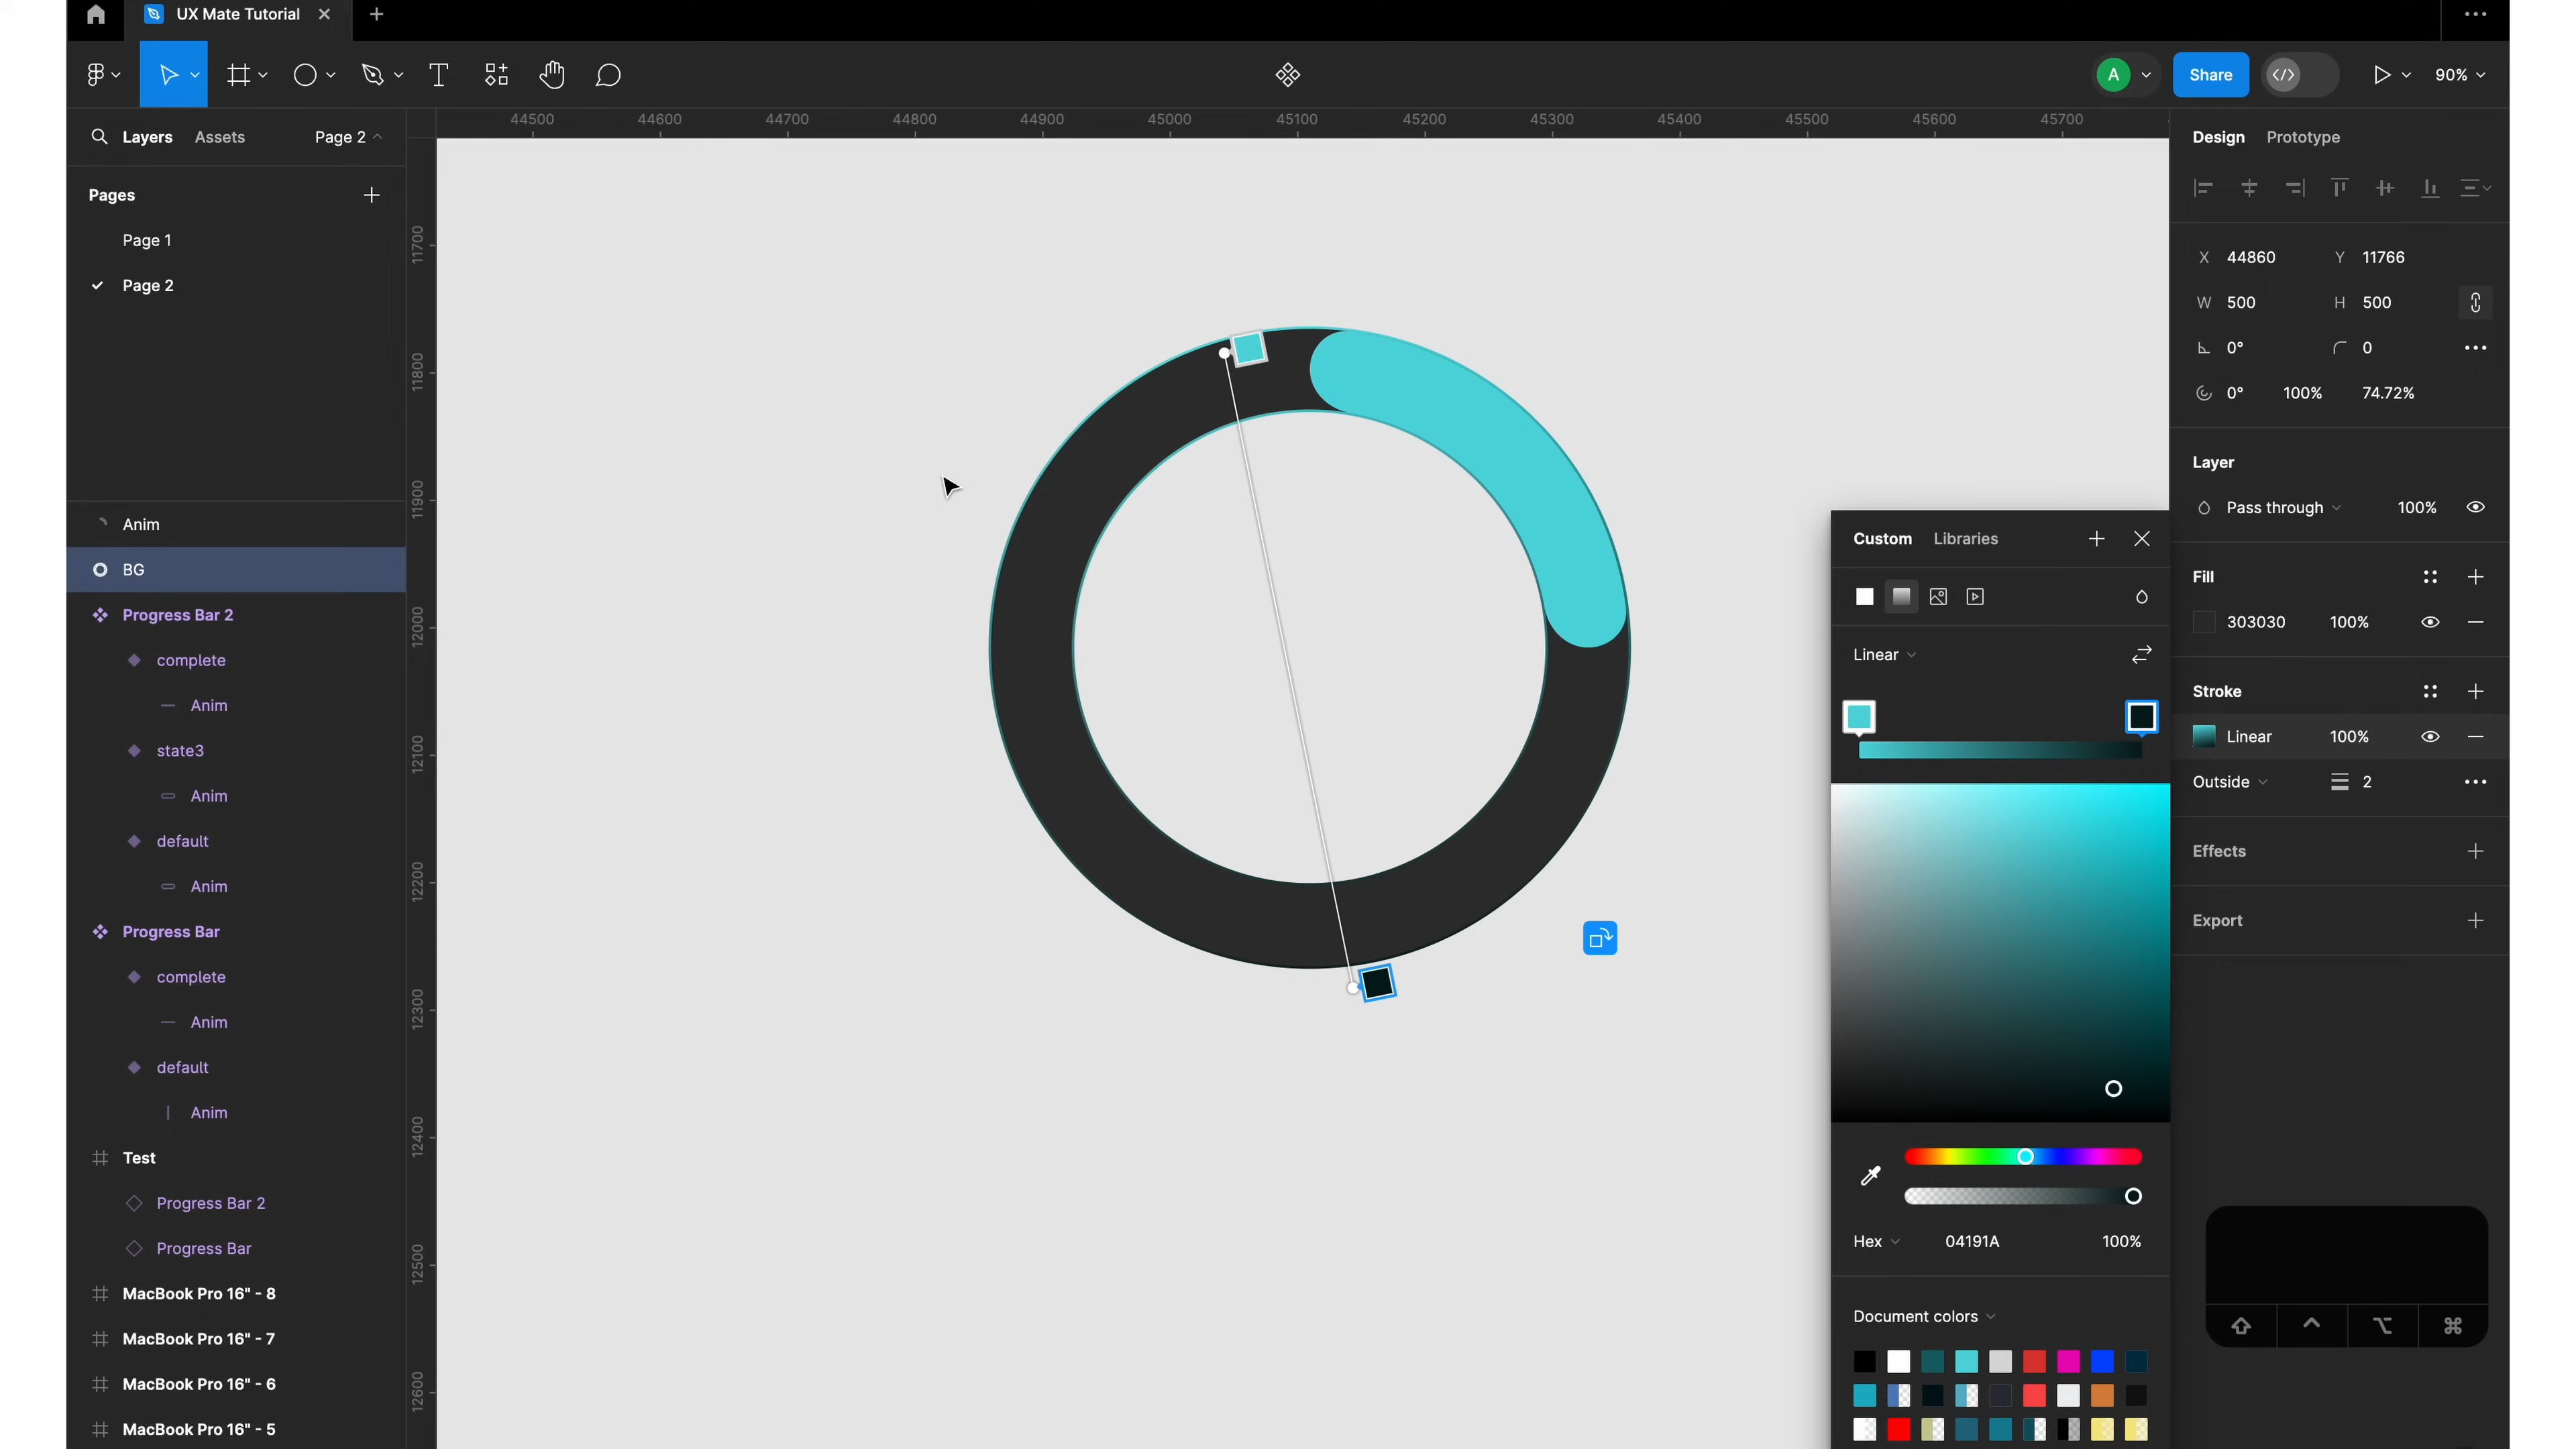 UX Mate Tutorial
A
Share
90%
Layers Assets Page 2
44500 44600 44700 44800 44900 45000 45100 45200 45300 45400 45500 45600 45700
Design Prototype
Pages
Page 1
Page 2
11700
11800
11900
12000
12100
12200
12300
12400
12500
12600
Anim
BG
Progress Bar 2
complete
Anim
state3
Anim
default
Anim
Progress Bar
complete
Anim
default
Anim
Test
Progress Bar 2
Progress Bar
MacBook Pro 16" - 8
MacBook Pro 16" - 7
MacBook Pro 16" - 6
MacBook Pro 16" - 5
Custom Libraries
Linear
Hex 04191A 100%
Document colors
X 44860 Y 11766
W 500 H 500
0° 0
0° 100% 74.72%
Layer
Pass through 100%
Fill
303030 100%
Stroke
Linear 100%
Outside 2
Effects
Export